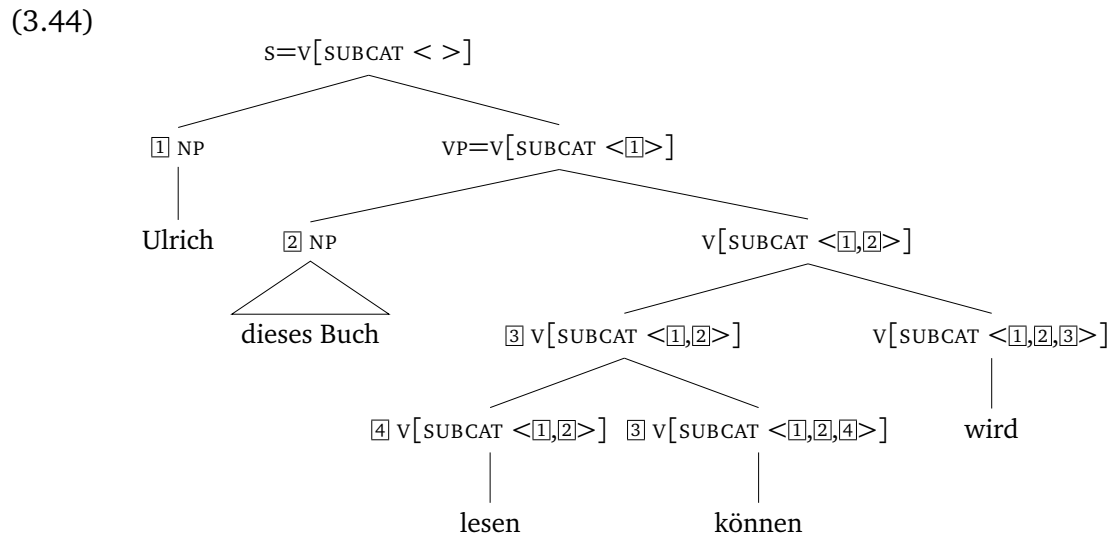 (3.44)
S=V[SUBCAT < >]
1 NP VP=V[SUBCAT <1>]
Ulrich 2 NP V[SUBCAT <1,2>]
dieses Buch 3 V[SUBCAT <1,2>] V[SUBCAT <1,2,3>]
4 V[SUBCAT <1,2>] 3 V[SUBCAT <1,2,4>] wird
lesen können